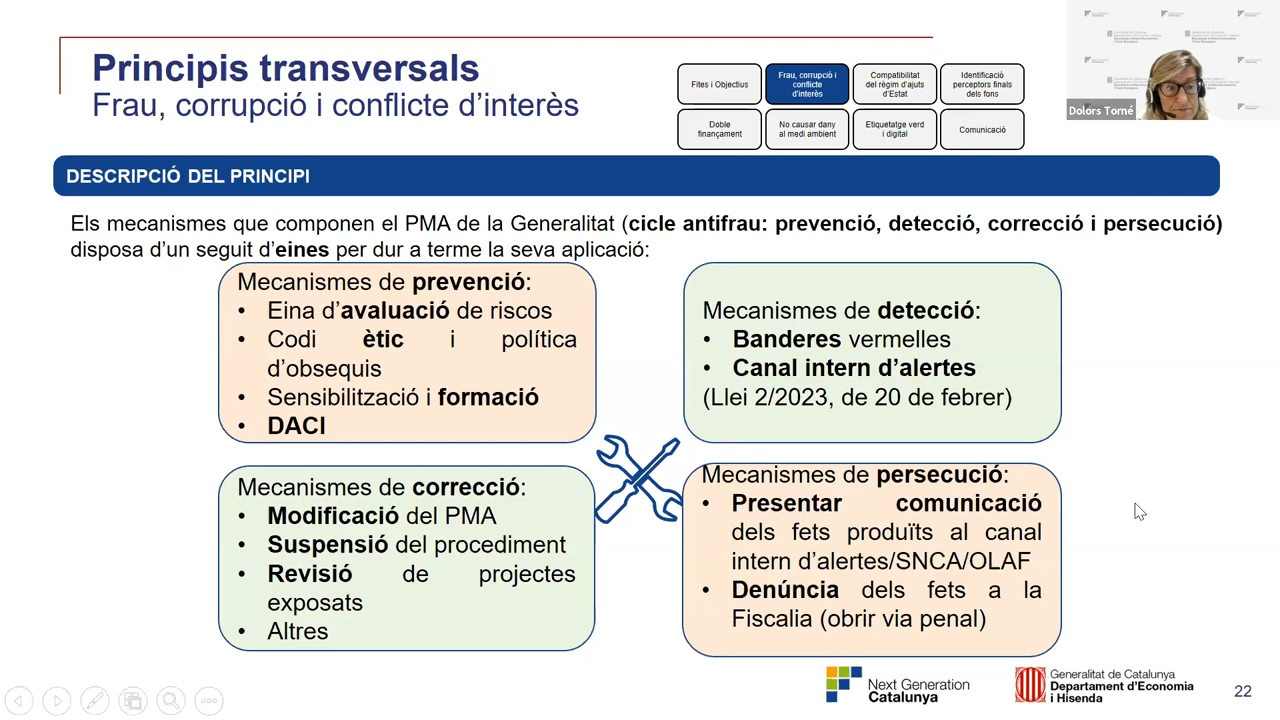 Principis transversals
Frau, corrupció i conflicte d'interès
Fites i Objectius
Frau, corrupció i
conflicte
d'interès
Compatibilitat
del règim d'ajuts
d'Estat
Identificació
perceptors finals
dels fons
Doble
finançament
No causar dany
al medi ambient
Etiquetatge verd
i digital
Comunicació
Dolors Torné
DESCRIPCIÓ DEL PRINCIPI
Els mecanismes que componen el PMA de la Generalitat (cicle antifrau: prevenció, detecció, correcció i persecució)
disposa d'un seguit d'eines per dur a terme la seva aplicació:
Mecanismes de prevenció:
• Eina d'avaluació de riscos
• Codi ètic i política
d'obsequis
• Sensibilització i formació
• DACI
Mecanismes de detecció:
• Banderes vermelles
• Canal intern d'alertes
(Llei 2/2023, de 20 de febrer)
Mecanismes de correcció:
• Modificació del PMA
• Suspensió del procediment
• Revisió de projectes
exposats
• Altres
Mecanismes de persecució:
• Presentar comunicació
dels fets produïts al canal
intern d'alertes/SNCA/OLAF
• Denúncia dels fets a la
Fiscalia (obrir via penal)
Next Generation
Catalunya
Generalitat de Catalunya
Departament d'Economia
i Hisenda
22